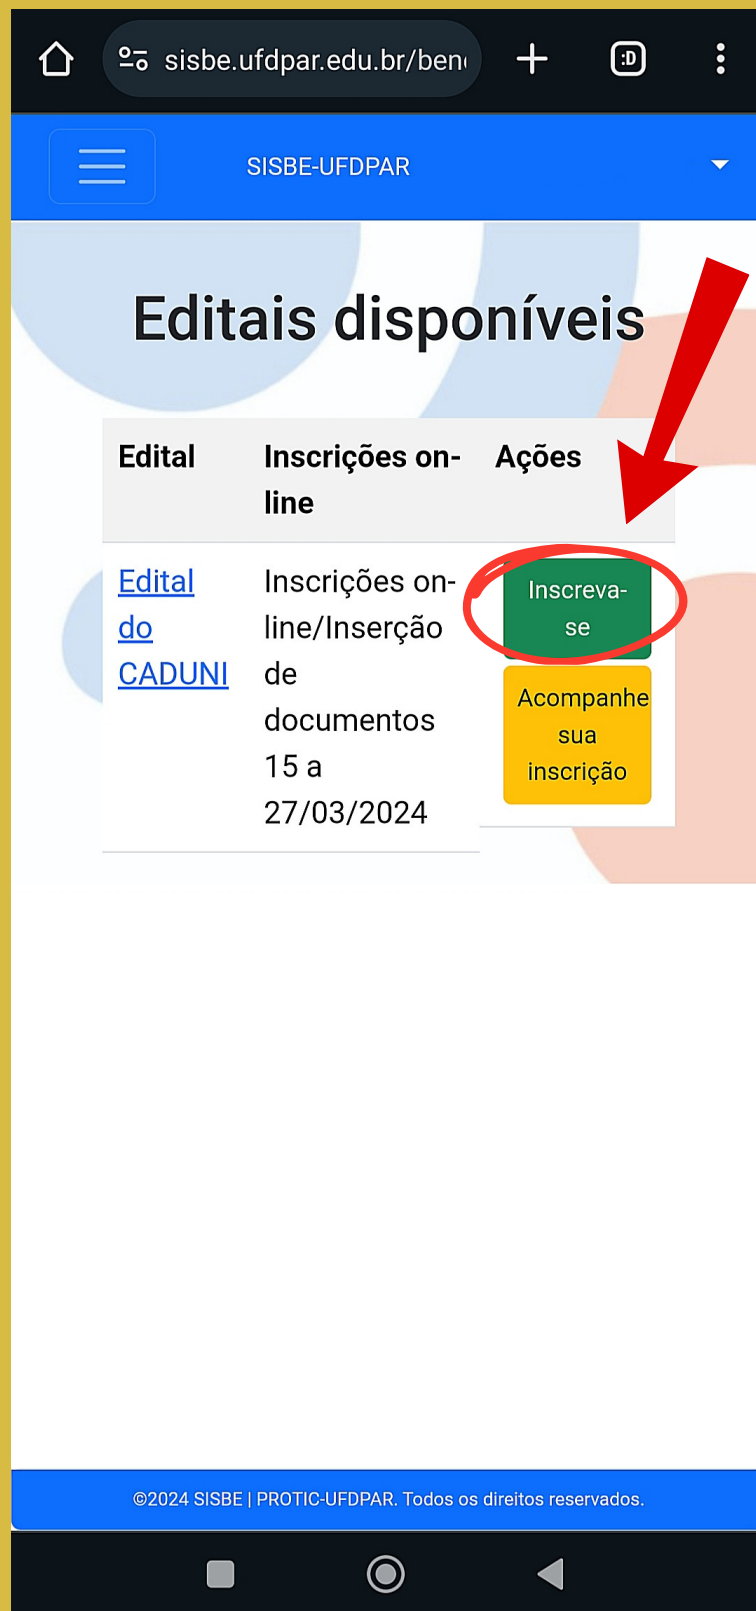 sisbe.ufdpar.edu.br/ben
:D
SISBE-UFDPAR
Editais disponíveis
Edital
Inscrições on-
line
Ações
Edital
do
CADUNI
Inscrições on-
line/Inserção
de
documentos
15 a
27/03/2024
Inscreva-
se
Acompanhe
sua
inscrição
©2024 SISBE | PROTIC-UFDPAR. Todos os direitos reservados.